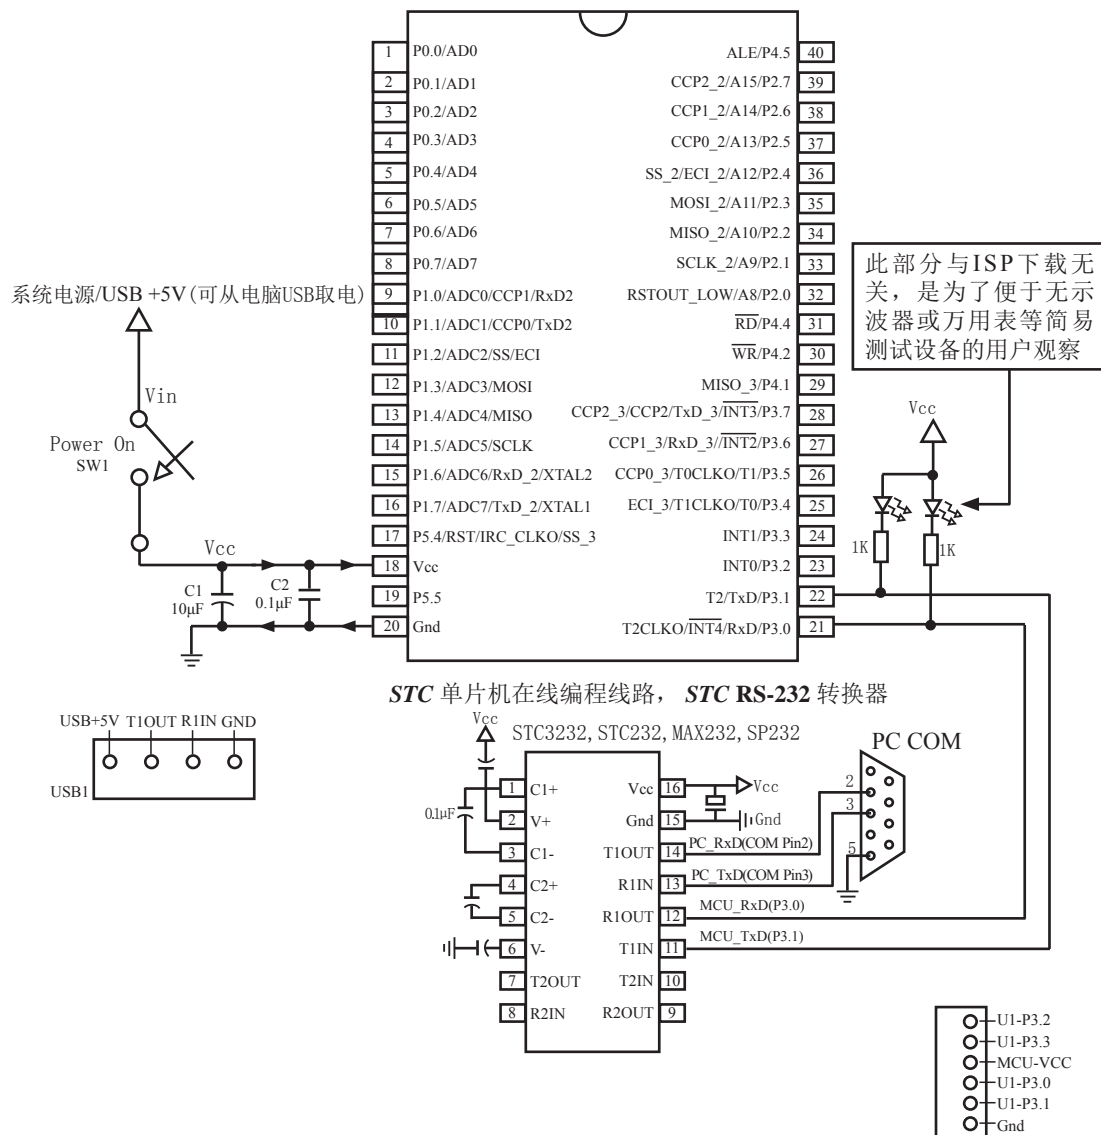 1 P0.0/AD0
2 P0.1/AD1
3 P0.2/AD2
4 P0.3/AD3
5 P0.4/AD4
6 P0.5/AD5
7 P0.6/AD6
8 P0.7/AD7
9 P1.0/ADC0/CCP1/RxD2
10 P1.1/ADC1/CCP0/TxD2
11 P1.2/ADC2/SS/ECI
12 P1.3/ADC3/MOSI
13 P1.4/ADC4/MISO
14 P1.5/ADC5/SCLK
15 P1.6/ADC6/RxD_2/XTAL2
16 P1.7/ADC7/TxD_2/XTAL1
17 P5.4/RST/IRC_CLKO/SS_3
18 Vcc
19 P5.5
20 Gnd
ALE/P4.5 40
CCP2_2/A15/P2.7 39
CCP1_2/A14/P2.6 38
CCP0_2/A13/P2.5 37
SS_2/ECI_2/A12/P2.4 36
MOSI_2/A11/P2.3 35
MISO_2/A10/P2.2 34
SCLK_2/A9/P2.1 33
RSTOUT_LOW/A8/P2.0 32
RD/P4.4 31
WR/P4.2 30
MISO_3/P4.1 29
CCP2_3/CCP2/TxD_3/INT3/P3.7 28
CCP1_3/RxD_3//INT2/P3.6 27
CCP0_3/T0CLKO/T1/P3.5 26
ECI_3/T1CLKO/T0/P3.4 25
INT1/P3.3 24
INT0/P3.2 23
T2/TxD/P3.1 22
T2CLKO/INT4/RxD/P3.0 21
系统电源/USB +5V(可从电脑USB取电)
Vin
Power On
SW1
Vcc
C1
10μF
C2
0.1μF
此部分与ISP下载无
关，是为了便于无示
波器或万用表等简易
测试设备的用户观察
Vcc
1K
1K
STC 单片机在线编程线路， STC RS-232 转换器
USB+5V T1OUT R1IN GND
USB1
Vcc
STC3232,STC232,MAX232,SP232
0.1μF
1 C1+
2 V+
3 C1-
4 C2+
5 C2-
6 V-
7 T2OUT
8 R2IN
Vcc 16 Vcc
Gnd 15 Gnd
T1OUT 14 PC_RxD(COM Pin2)
R1IN 13 PC_TxD(COM Pin3)
R1OUT 12 MCU_RxD(P3.0)
T1IN 11 MCU_TxD(P3.1)
T2IN 10
R2OUT 9
PC COM
2
3
5
U1-P3.2
U1-P3.3
MCU-VCC
U1-P3.0
U1-P3.1
Gnd